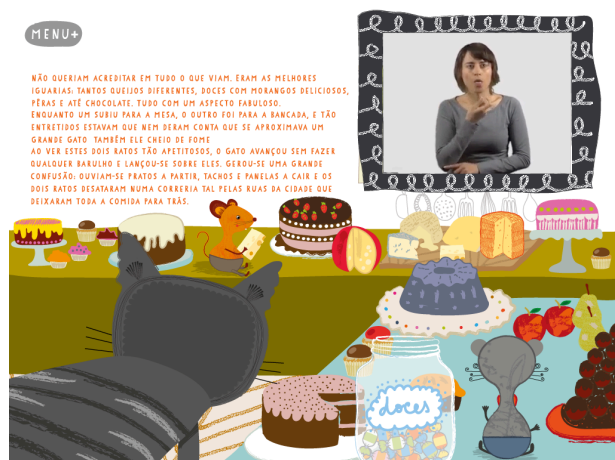 MENU+
NÃO QUERIAM ACREDITAR EM TUDO O QUE VIAM. ERAM AS MELHORES
IGUARIAS: TANTOS QUEIJOS DIFERENTES, DOCES COM MORANGOS DELICIOSOS,
PÊRAS E ATÉ CHOCOLATE. TUDO COM UM ASPECTO FABULOSO.
ENQUANTO UM SUBIU PARA A MESA, O OUTRO FOI PARA A BANCADA, E TÃO
ENTRETIDOS ESTAVAM QUE NEM DERAM CONTA QUE SE APROXIMAVA UM
GRANDE GATO TAMBÉM ELE CHEIO DE FOME
AO VER ESTES DOIS RATOS TÃO APETITOSOS, O GATO AVANÇOU SEM FAZER
QUALQUER BARULHO E LANÇOU-SE SOBRE ELES. GEROU-SE UMA GRANDE
CONFUSÃO: OUVIAM-SE PRATOS A PARTIR, TACHOS E PANELAS A CAIR E OS
DOIS RATOS DESATARAM NUMA CORRERIA TAL PELAS RUAS DA CIDADE QUE
DEIXARAM TODA A COMIDA PARA TRÁS.
doces